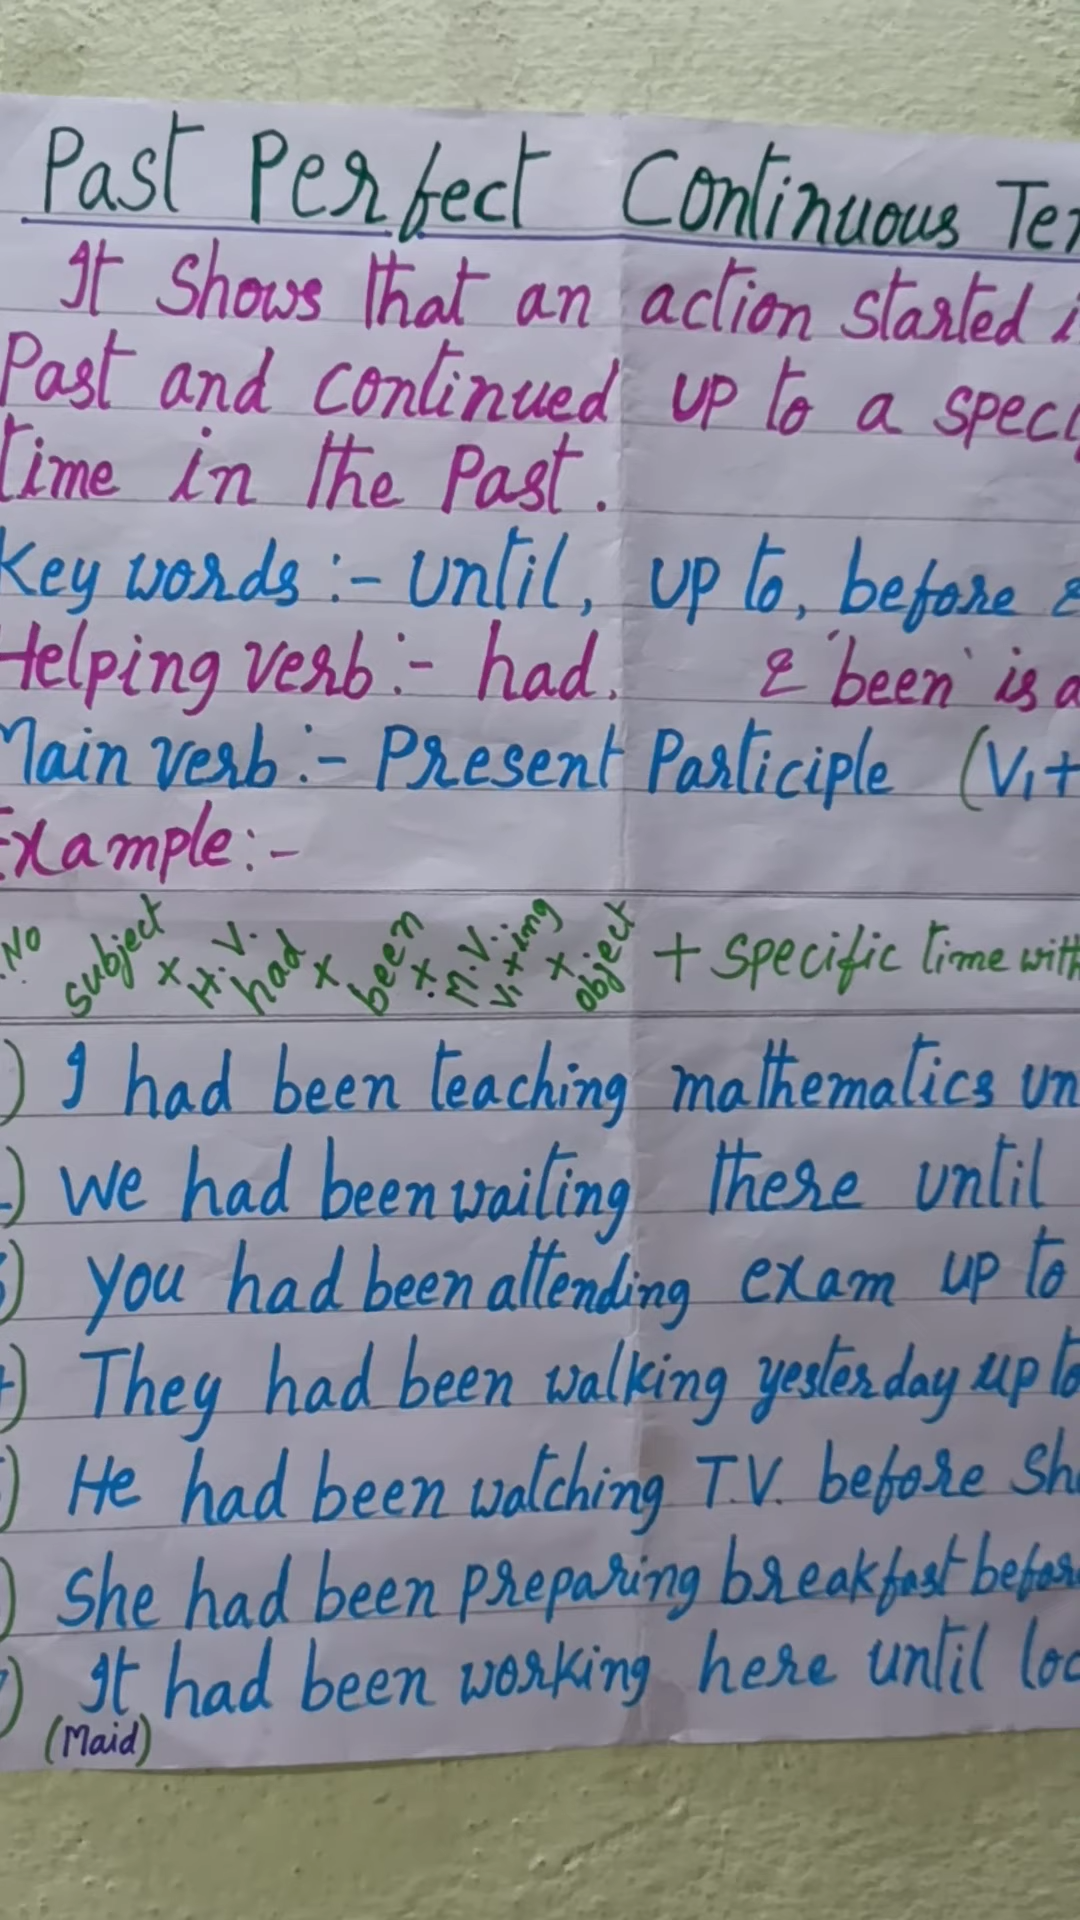 Past Perfect Continuous Te
It Shows that an action started i
Past and continued up to a speci
time in the Past.
Key words :- until, up to, before &
Helping verb :- had. & 'been' is a
Main verb :- Present Participle (V1+
Example :-
.No subject x H.V. had x been x m.V. V1 x ing x object + specific time with
) I had been teaching mathematics un
) We had been waiting there until
) you had been attending exam up to
) They had been walking yesterday up to
) He had been watching T.V. before sh
) She had been preparing breakfast befor
) It had been working here until loc
(Maid)